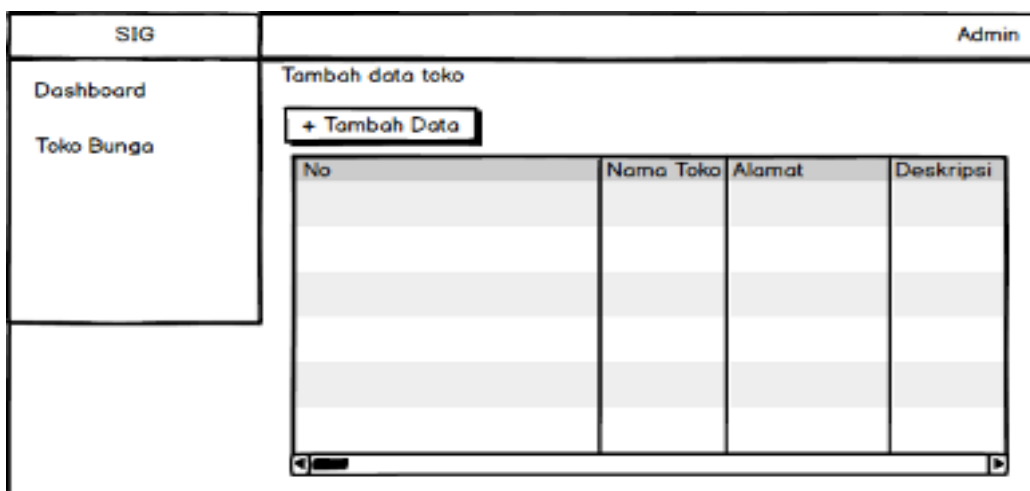 SIG
Admin
Dashboard
Toko Bunga
Tambah data toko
+ Tambah Data
No Nama Toko Alamat Deskripsi